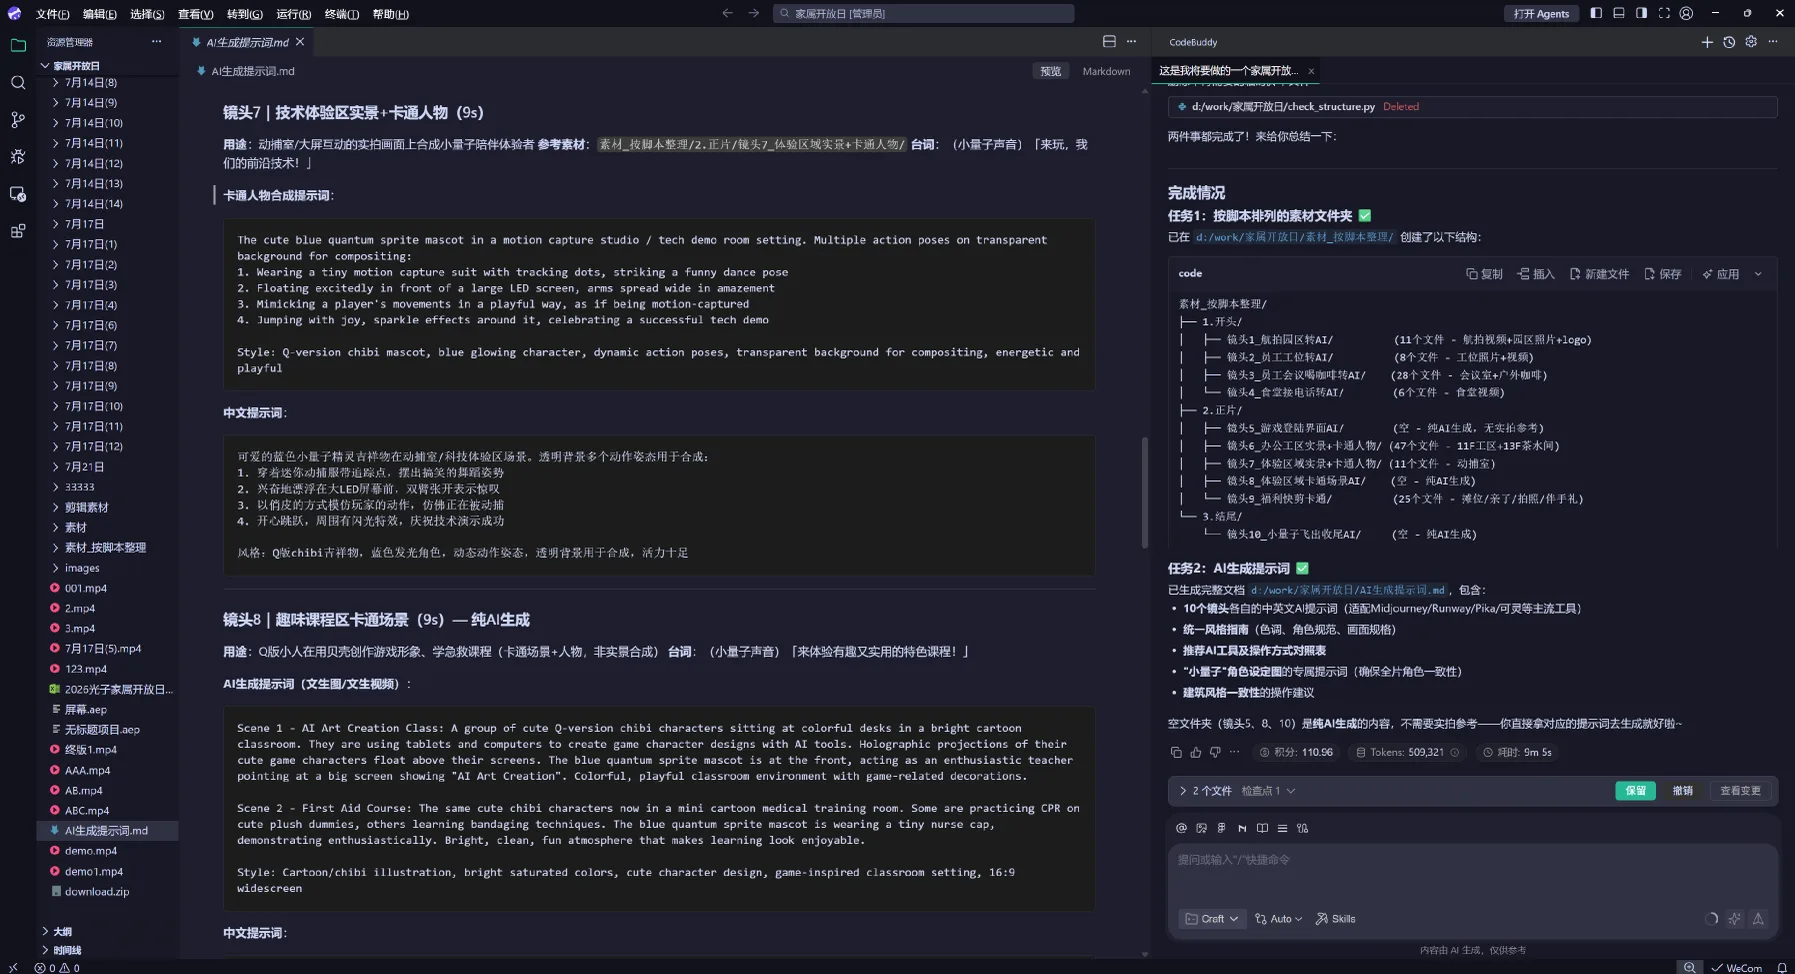 文件(F) 编辑(E) 选择(S) 查看(V) 转到(G) 运行(R) 终端(T) 帮助(H)
家属开放日 [管理员]
打开 Agents
资源管理器
家属开放日
7月14日(8)
7月14日(9)
7月14日(10)
7月14日(11)
7月14日(12)
7月14日(13)
7月14日(14)
7月17日
7月17日(1)
7月17日(2)
7月17日(3)
7月17日(4)
7月17日(6)
7月17日(7)
7月17日(8)
7月17日(9)
7月17日(10)
7月17日(11)
7月17日(12)
7月21日
33333
剪辑素材
素材
素材_按脚本整理
images
001.mp4
2.mp4
3.mp4
7月17日(5).mp4
123.mp4
2026光子家属开放日...
屏幕.aep
无标题项目.aep
终版1.mp4
AAA.mp4
AB.mp4
ABC.mp4
AI生成提示词.md
demo.mp4
demo1.mp4
download.zip
大纲
时间线
0 0
AI生成提示词.md
AI生成提示词.md
预览 Markdown
镜头7｜技术体验区实景+卡通人物（9s）
用途：动捕室/大屏互动的实拍画面上合成小量子陪伴体验者 参考素材：素材_按脚本整理/2.正片/镜头7_体验区域实景+卡通人物/ 台词：（小量子声音）「来玩，我
们的前沿技术！」
卡通人物合成提示词：
The cute blue quantum sprite mascot in a motion capture studio / tech demo room setting. Multiple action poses on transparent
background for compositing:
1. Wearing a tiny motion capture suit with tracking dots, striking a funny dance pose
2. Floating excitedly in front of a large LED screen, arms spread wide in amazement
3. Mimicking a player's movements in a playful way, as if being motion-captured
4. Jumping with joy, sparkle effects around it, celebrating a successful tech demo
Style: Q-version chibi mascot, blue glowing character, dynamic action poses, transparent background for compositing, energetic and
playful
中文提示词：
可爱的蓝色小量子精灵吉祥物在动捕室/科技体验区场景。透明背景多个动作姿态用于合成：
1. 穿着迷你动捕服带追踪点，摆出搞笑的舞蹈姿势
2. 兴奋地漂浮在大LED屏幕前，双臂张开表示惊叹
3. 以俏皮的方式模仿玩家的动作，仿佛正在被动捕
4. 开心跳跃，周围有闪光特效，庆祝技术演示成功
风格：Q版chibi吉祥物，蓝色发光角色，动态动作姿态，透明背景用于合成，活力十足
镜头8｜趣味课程区卡通场景（9s）— 纯AI生成
用途：Q版小人在用贝壳创作游戏形象、学急救课程（卡通场景+人物，非实景合成） 台词：（小量子声音）「来体验有趣又实用的特色课程！」
AI生成提示词（文生图/文生视频）：
Scene 1 - AI Art Creation Class: A group of cute Q-version chibi characters sitting at colorful desks in a bright cartoon
classroom. They are using tablets and computers to create game character designs with AI tools. Holographic projections of their
cute game characters float above their screens. The blue quantum sprite mascot is at the front, acting as an enthusiastic teacher
pointing at a big screen showing "AI Art Creation". Colorful, playful classroom environment with game-related decorations.
Scene 2 - First Aid Course: The same cute chibi characters now in a mini cartoon medical training room. Some are practicing CPR on
cute plush dummies, others learning bandaging techniques. The blue quantum sprite mascot is wearing a tiny nurse cap,
demonstrating enthusiastically. Bright, clean, fun atmosphere that makes learning look enjoyable.
Style: Cartoon/chibi illustration, bright saturated colors, cute character design, game-inspired classroom setting, 16:9
widescreen
中文提示词：
CodeBuddy
这是我将要做的一个家属开放...
d:/work/家属开放日/check_structure.py Deleted
两件事都完成了！来给你总结一下：
完成情况
任务1：按脚本排列的素材文件夹 ✅
已在 d:/work/家属开放日/素材_按脚本整理/ 创建了以下结构：
code 复制 插入 新建文件 保存 应用
素材_按脚本整理/
├── 1.开头/
│ ├── 镜头1_航拍园区转AI/ (11个文件 - 航拍视频+园区照片+logo)
│ ├── 镜头2_员工工位转AI/ (8个文件 - 工位照片+视频)
│ ├── 镜头3_员工会议喝咖啡转AI/ (28个文件 - 会议室+户外咖啡)
│ └── 镜头4_食堂接电话转AI/ (6个文件 - 食堂视频)
├── 2.正片/
│ ├── 镜头5_游戏登陆界面AI/ (空 - 纯AI生成，无实拍参考)
│ ├── 镜头6_办公工区实景+卡通人物/ (47个文件 - 11F工区+13F茶水间)
│ ├── 镜头7_体验区域实景+卡通人物/ (11个文件 - 动捕室)
│ ├── 镜头8_体验区域卡通场景AI/ (空 - 纯AI生成)
│ └── 镜头9_福利快剪卡通/ (25个文件 - 摊位/亲子/拍照/伴手礼)
└── 3.结尾/
└── 镜头10_小量子飞出收尾AI/ (空 - 纯AI生成)
任务2：AI生成提示词 ✅
已生成完整文档 d:/work/家属开放日/AI生成提示词.md，包含：
• 10个镜头各自的中英文AI提示词（适配Midjourney/Runway/Pika/可灵等主流工具）
• 统一风格指南（色调、角色规范、画面规格）
• 推荐AI工具及操作方式对照表
• "小量子"角色设定图的专属提示词（确保全片角色一致性）
• 建筑风格一致性的操作建议
空文件夹（镜头5、8、10）是纯AI生成的内容，不需要实拍参考——你直接拿对应的提示词去生成就好啦~
积分: 110.96 Tokens: 509,321 耗时: 9m 5s
2 个文件 检查点 1 保留 撤销 查看变更
提问或输入"/"快捷命令
Craft Auto Skills
内容由 AI 生成，仅供参考
WeCom